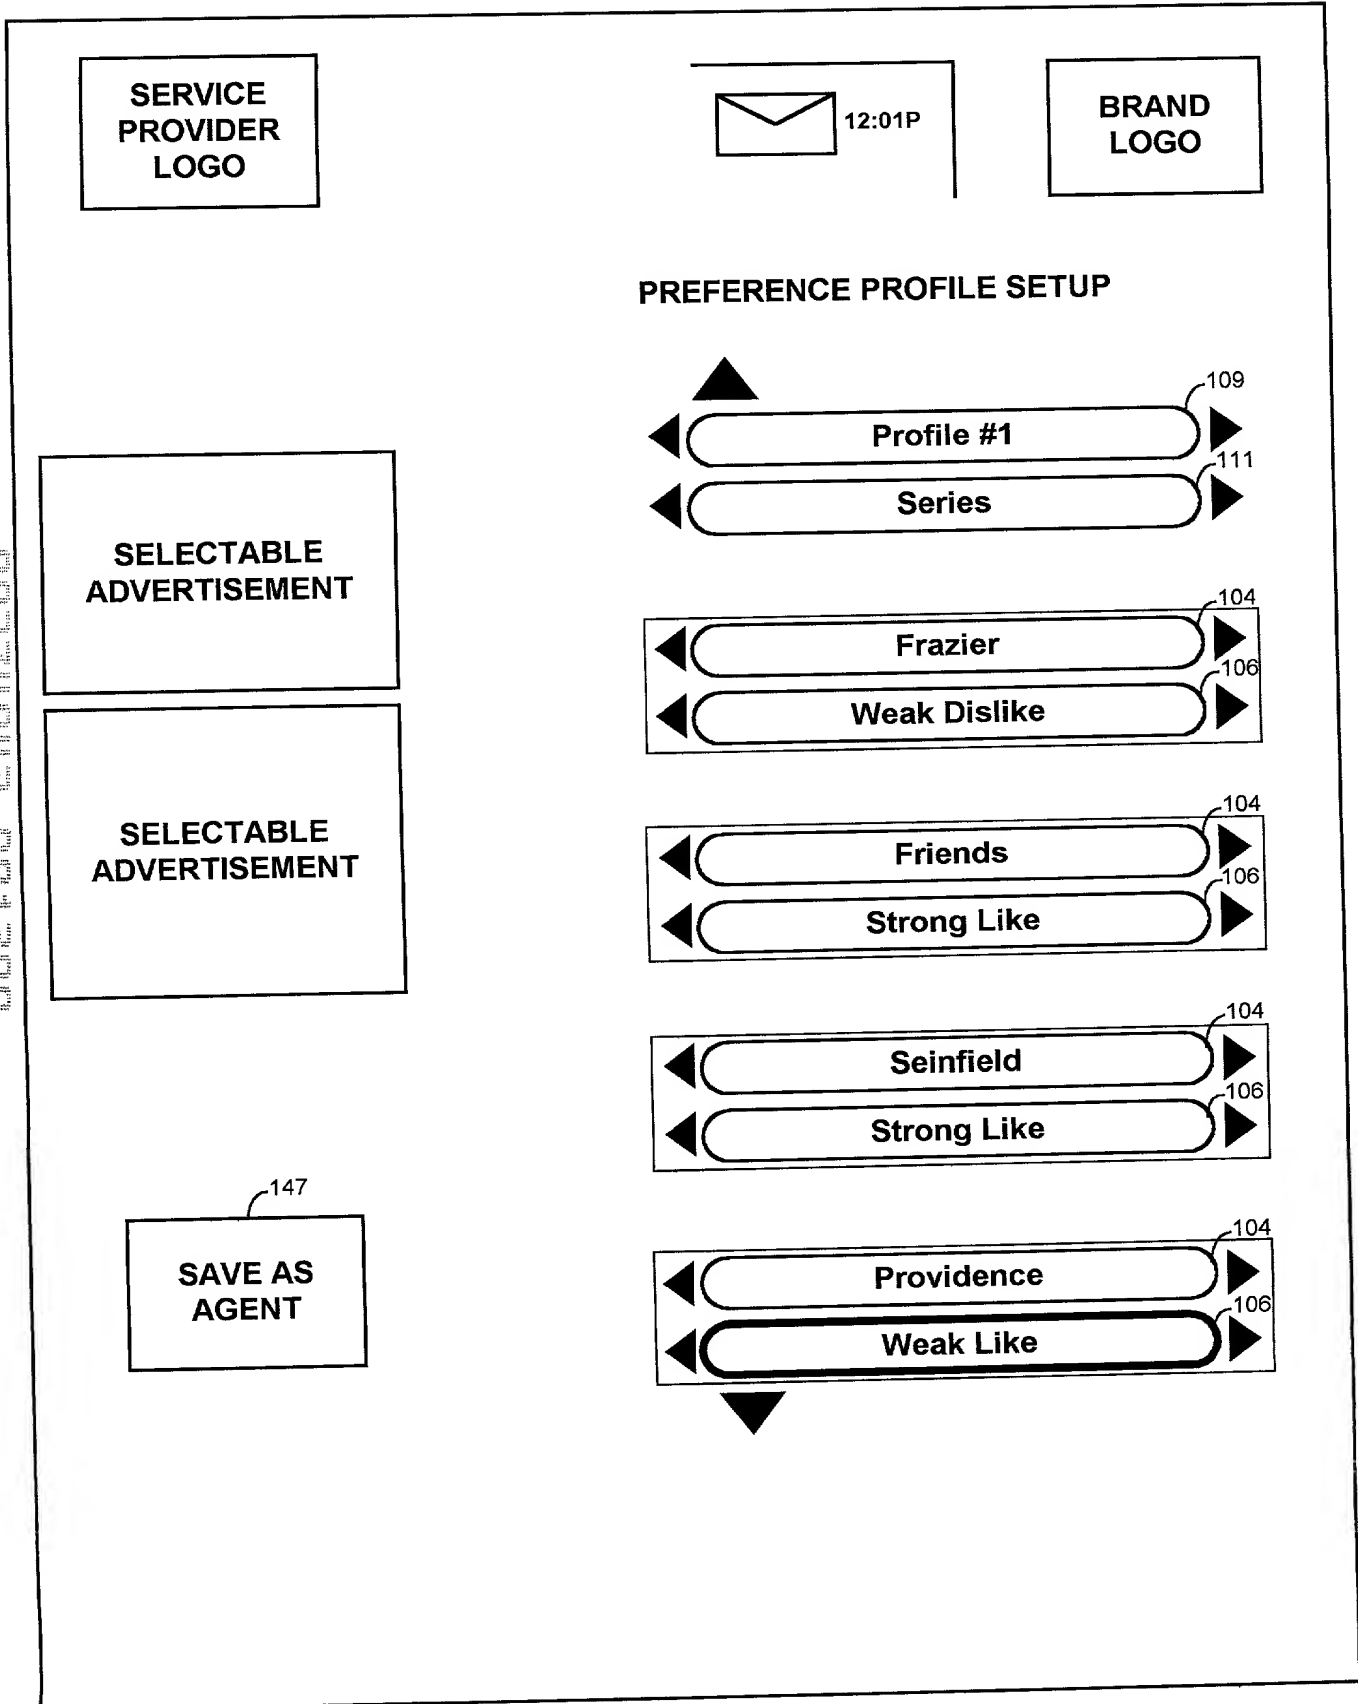 SERVICE
PROVIDER
LOGO
12:01P
BRAND
LOGO
PREFERENCE PROFILE SETUP
109
Profile #1
111
Series
SELECTABLE
ADVERTISEMENT
104
Frazier
106
Weak Dislike
SELECTABLE
ADVERTISEMENT
104
Friends
106
Strong Like
104
Seinfield
106
Strong Like
147
SAVE AS
AGENT
104
Providence
106
Weak Like